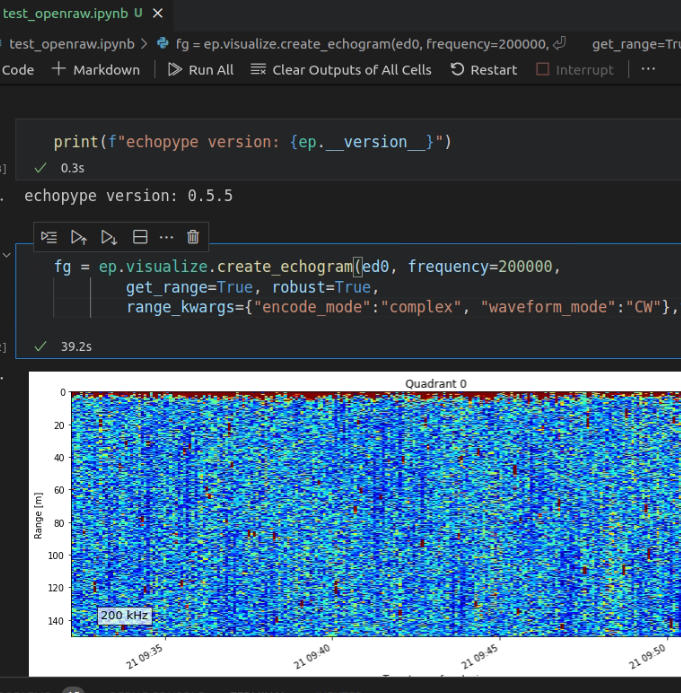 test_openraw.ipynb U ×
test_openraw.ipynb > fg = ep.visualize.create_echogram(ed0, frequency=200000, get_range=Tru
Code + Markdown Run All Clear Outputs of All Cells Restart Interrupt ...
print(f"echopype version: {ep.__version__}")
0.3s
echopype version: 0.5.5
fg = ep.visualize.create_echogram(ed0, frequency=200000,
get_range=True, robust=True,
range_kwargs={"encode_mode":"complex", "waveform_mode":"CW"},
39.2s
Quadrant 0
0
20
40
60
80
100
120
140
Range [m]
200 kHz
21 09:35
21 09:40
21 09:45
21 09:50